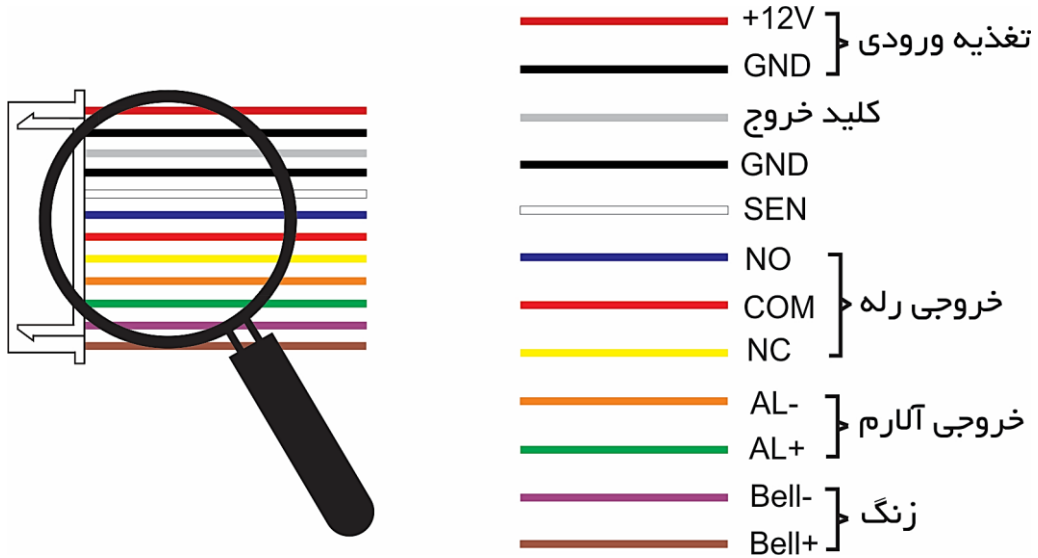 +12V
تغذیه ورودی
GND
کلید خروج
GND
SEN
NO
COM
خروجی رله
NC
AL-
خروجی آلارم
AL+
Bell-
زنگ
Bell+